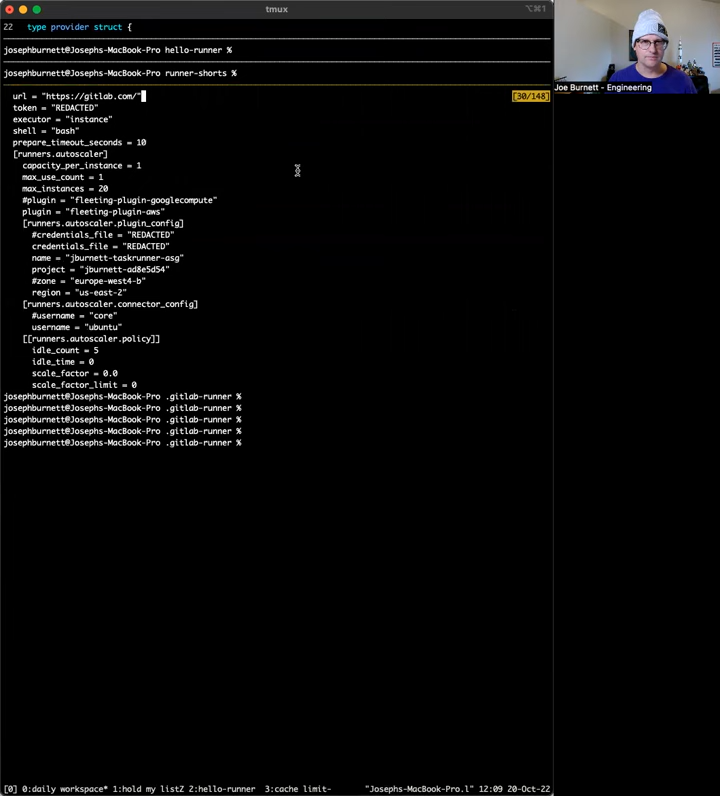 tmux
⌥⌘1
22   type provider struct {
josephburnett@Josephs-MacBook-Pro hello-runner %
josephburnett@Josephs-MacBook-Pro runner-shorts %
url = "https://gitlab.com/"
[30/148]
token = "REDACTED"
executor = "instance"
shell = "bash"
prepare_timeout_seconds = 10
[runners.autoscaler]
capacity_per_instance = 1
max_use_count = 1
max_instances = 20
#plugin = "fleeting-plugin-googlecompute"
plugin = "fleeting-plugin-aws"
[runners.autoscaler.plugin_config]
#credentials_file = "REDACTED"
credentials_file = "REDACTED"
name = "jburnett-taskrunner-asg"
project = "jburnett-ad8e5d54"
#zone = "europe-west4-b"
region = "us-east-2"
[runners.autoscaler.connector_config]
#username = "core"
username = "ubuntu"
[[runners.autoscaler.policy]]
idle_count = 5
idle_time = 0
scale_factor = 0.0
scale_factor_limit = 0
josephburnett@Josephs-MacBook-Pro .gitlab-runner %
josephburnett@Josephs-MacBook-Pro .gitlab-runner %
josephburnett@Josephs-MacBook-Pro .gitlab-runner %
josephburnett@Josephs-MacBook-Pro .gitlab-runner %
josephburnett@Josephs-MacBook-Pro .gitlab-runner %
[0] 0:daily workspace* 1:hold my listZ 2:hello-runner  3:cache limit-
"Josephs-MacBook-Pro.l" 12:09 20-Oct-22
Joe Burnett - Engineering